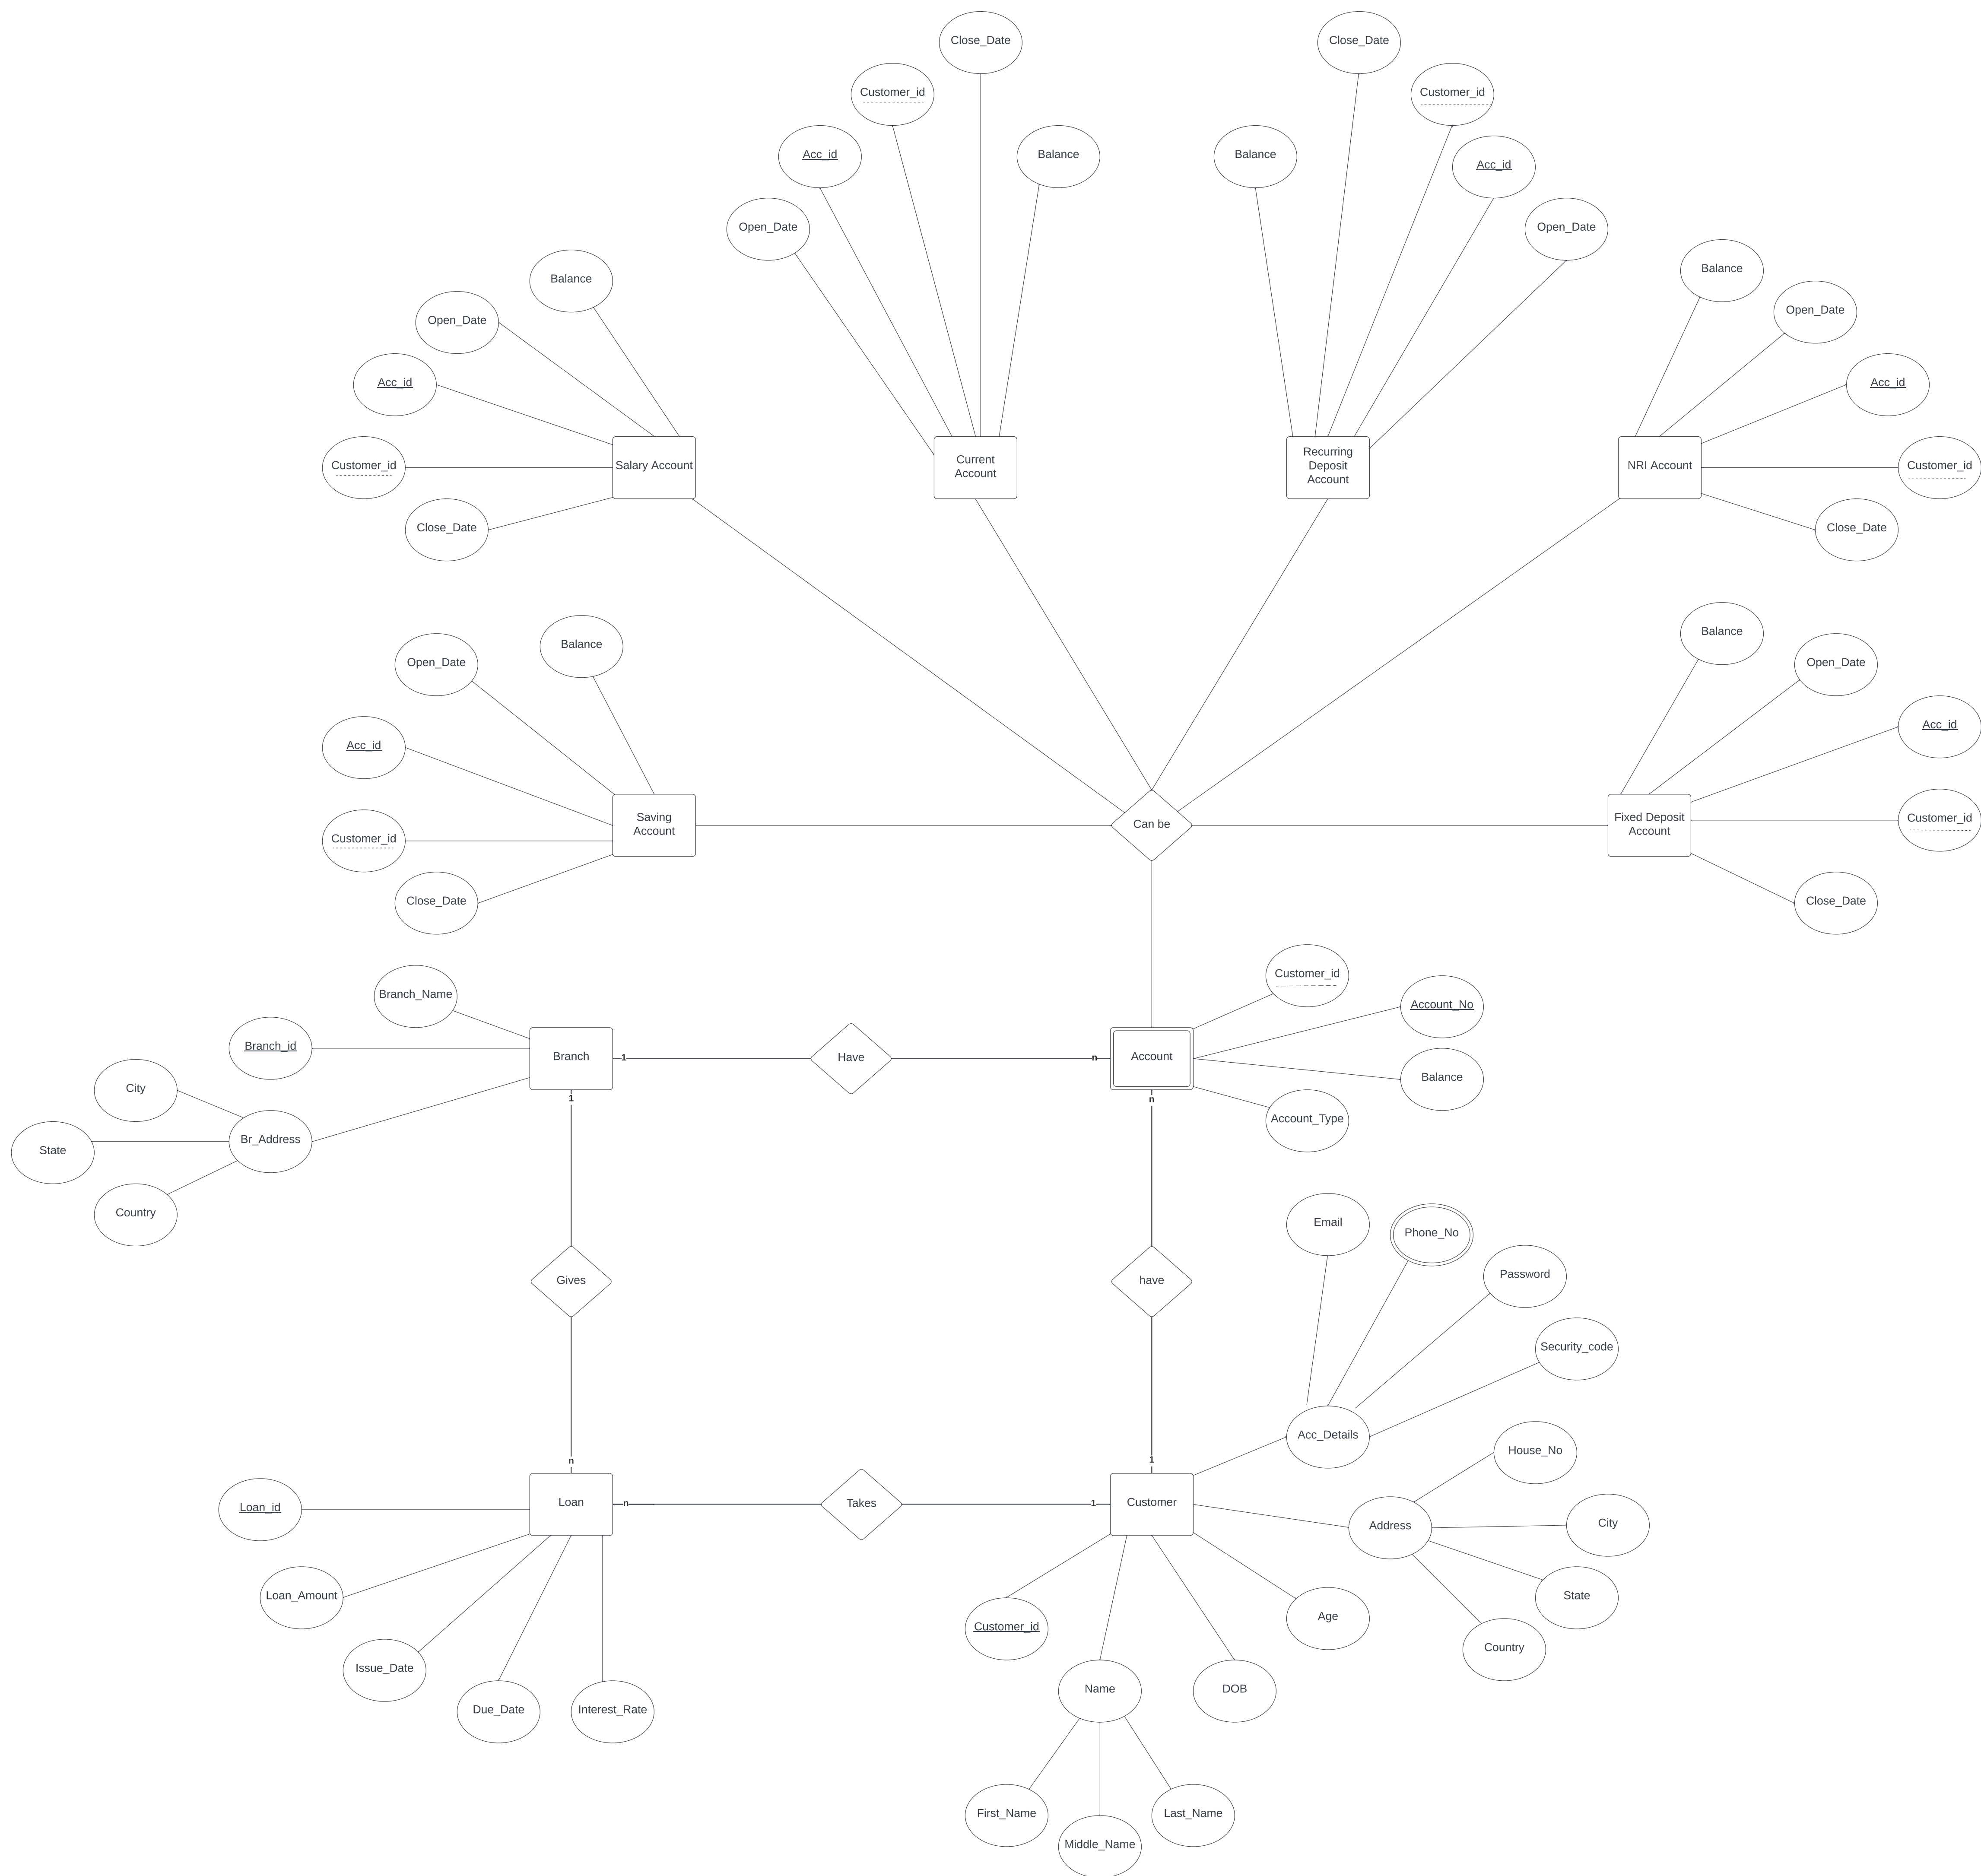 Close_Date
Close_Date
Customer_id
Customer_id
Acc_id
Balance
Balance
Acc_id
Open_Date
Open_Date
Balance
Balance
Open_Date
Open_Date
Acc_id
Acc_id
Customer_id
Salary Account
Current
Account
Recurring
Deposit
Account
NRI Account
Customer_id
Close_Date
Close_Date
Balance
Open_Date
Balance
Open_Date
Acc_id
Acc_id
Customer_id
Saving
Account
Can be
Fixed Deposit
Account
Customer_id
Close_Date
Close_Date
Customer_id
Branch_Name
Account_No
Branch_id
Branch
1
Have
n
Account
Balance
City
1
n
Account_Type
Br_Address
State
Country
Email
Phone_No
Gives
have
Password
Security_code
Acc_Details
House_No
n
1
Loan_id
Loan
n
Takes
1
Customer
Address
City
Loan_Amount
State
Customer_id
Age
Country
Issue_Date
Due_Date
Interest_Rate
Name
DOB
First_Name
Last_Name
Middle_Name